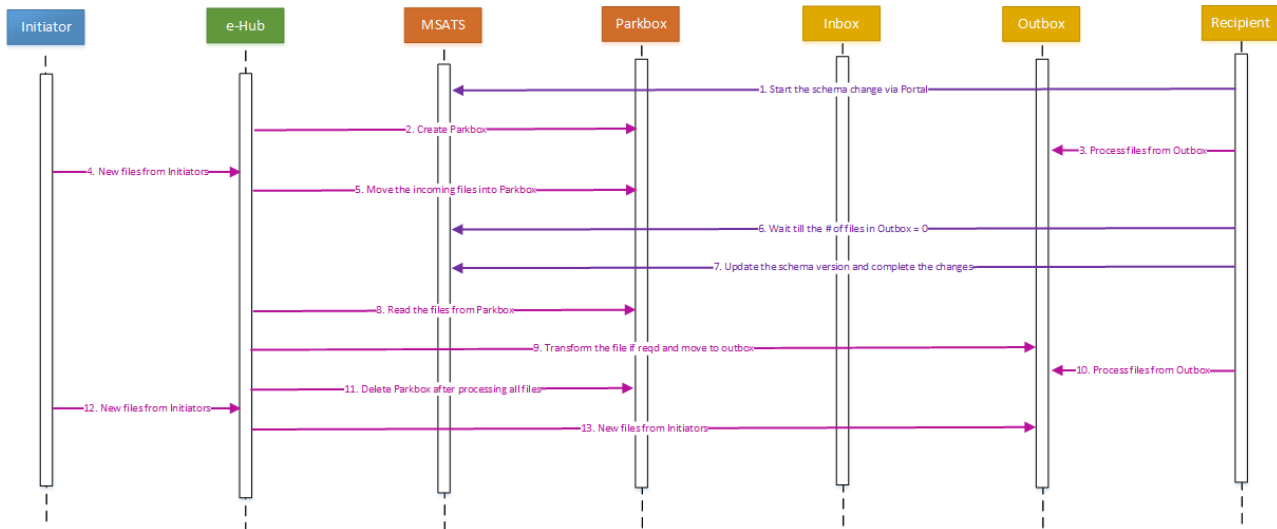 Initiator
e-Hub
MSATS
Parkbox
Inbox
Outbox
Recipient
1. Start the schema change via Portal
2. Create Parkbox
3. Process files from Outbox
4. New files from Initiators
5. Move the incoming files into Parkbox
6. Wait till the # of files in Outbox = 0
7. Update the schema version and complete the changes
8. Read the files from Parkbox
9. Transform the file if reqd and move to outbox
10. Process files from Outbox
11. Delete Parkbox after processing all files
12. New files from Initiators
13. New files from Initiators